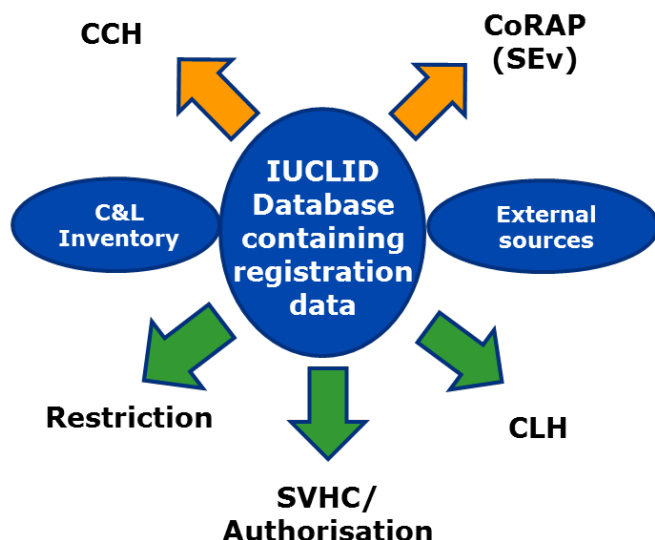 CCH
CoRAP
(SEv)
IUCLID
Database
containing
registration
data
C&L
Inventory
External
sources
Restriction
CLH
SVHC/
Authorisation